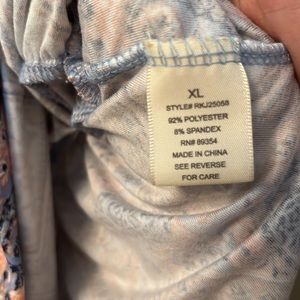 XL
STYLE# RKJ25058
92% POLYESTER
8% SPANDEX
RN# 89354
MADE IN CHINA
SEE REVERSE
FOR CARE